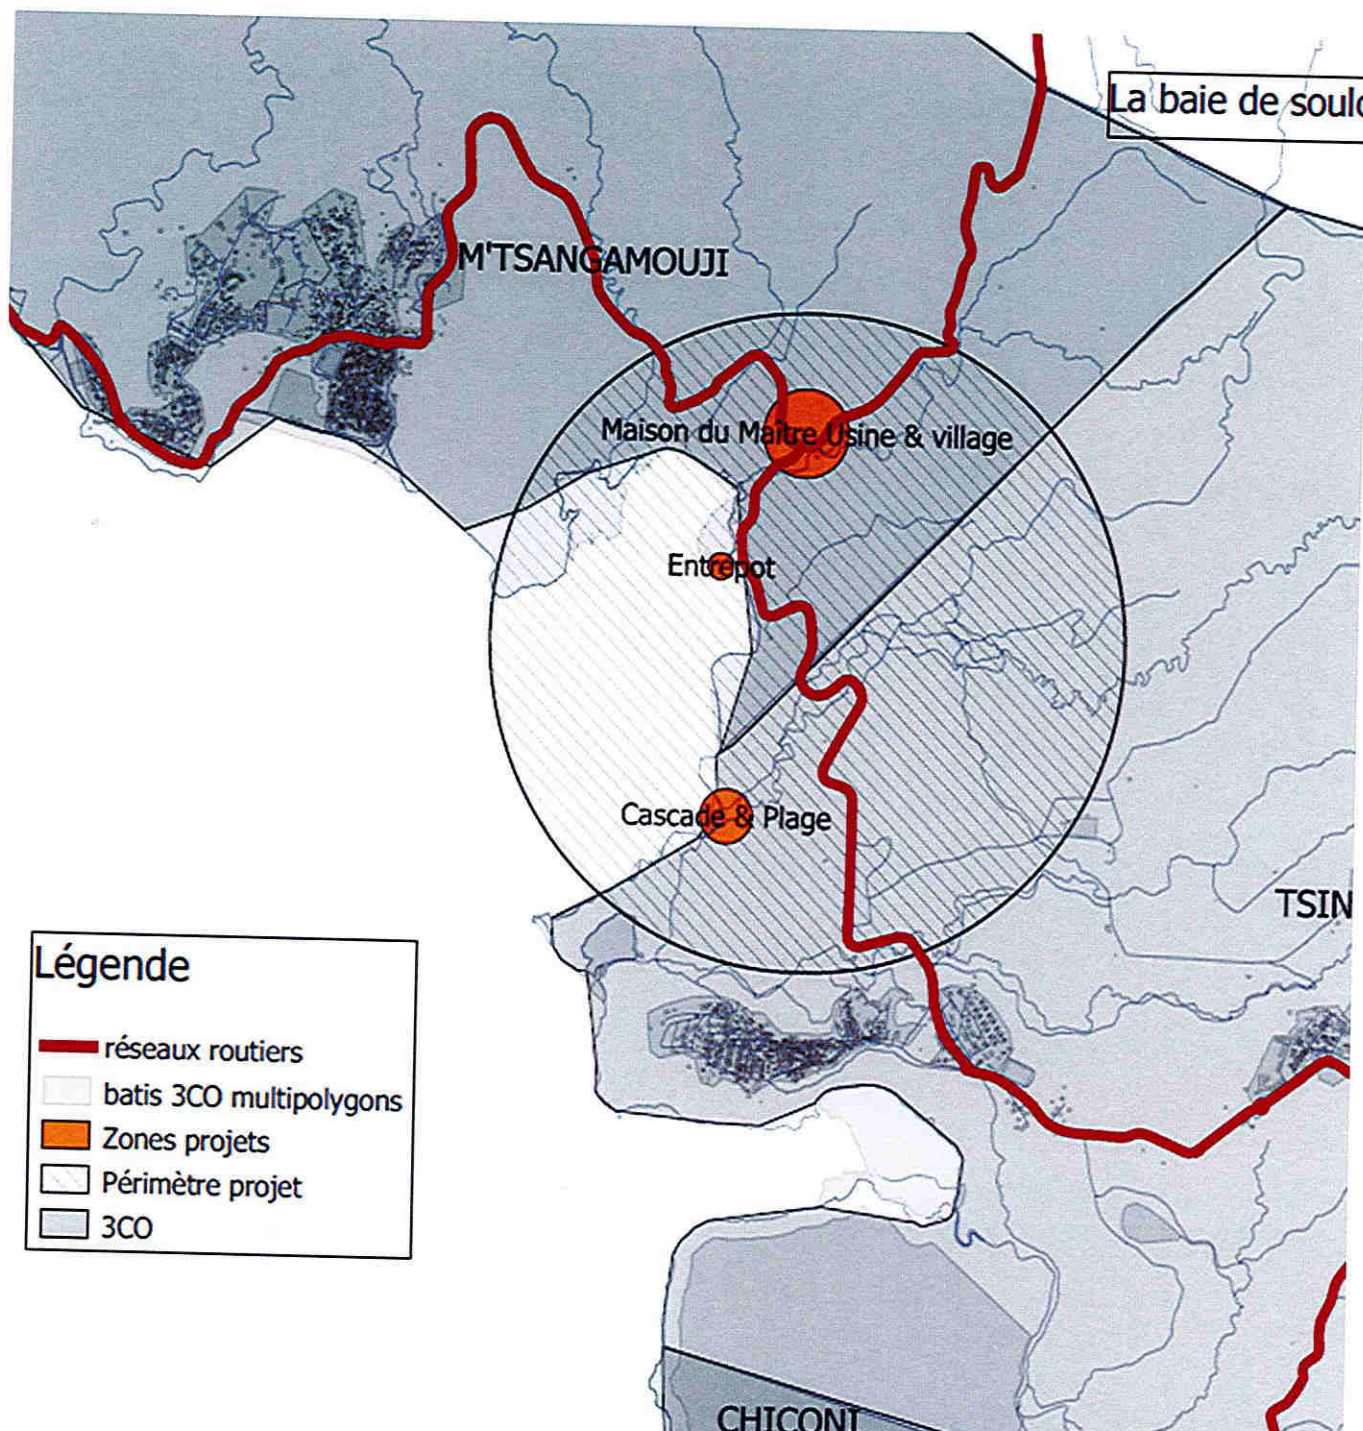 La baie de soulo
M'TSANGAMOUJI
Maison du Maître Usine & village
Entrepot
Cascade & Plage
TSIN
Légende
réseaux routiers
batis 3CO multipolygons
Zones projets
Périmètre projet
3CO
CHICONI